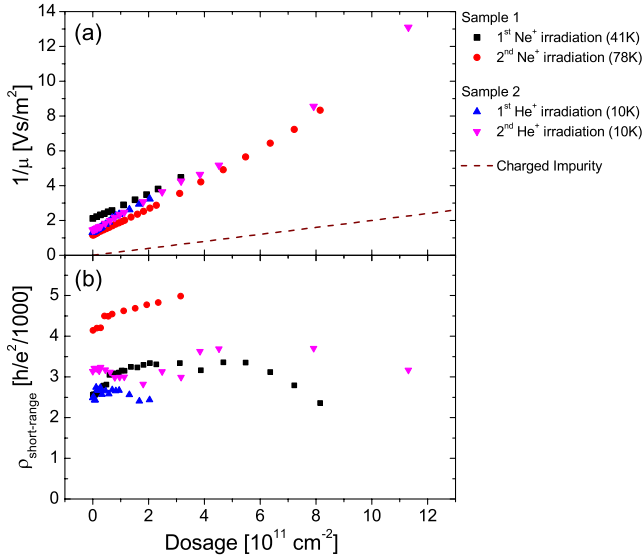 (a)
14
12
10
8
6
4
2
0
1/μ [Vs/m²]
Sample 1
1st Ne⁺ irradiation (41K)
2nd Ne⁺ irradiation (78K)
Sample 2
1st He⁺ irradiation (10K)
2nd He⁺ irradiation (10K)
Charged Impurity
(b)
5
4
3
2
1
0
ρshort-range [h/e²/1000]
0 2 4 6 8 10 12
Dosage [10¹¹ cm⁻²]